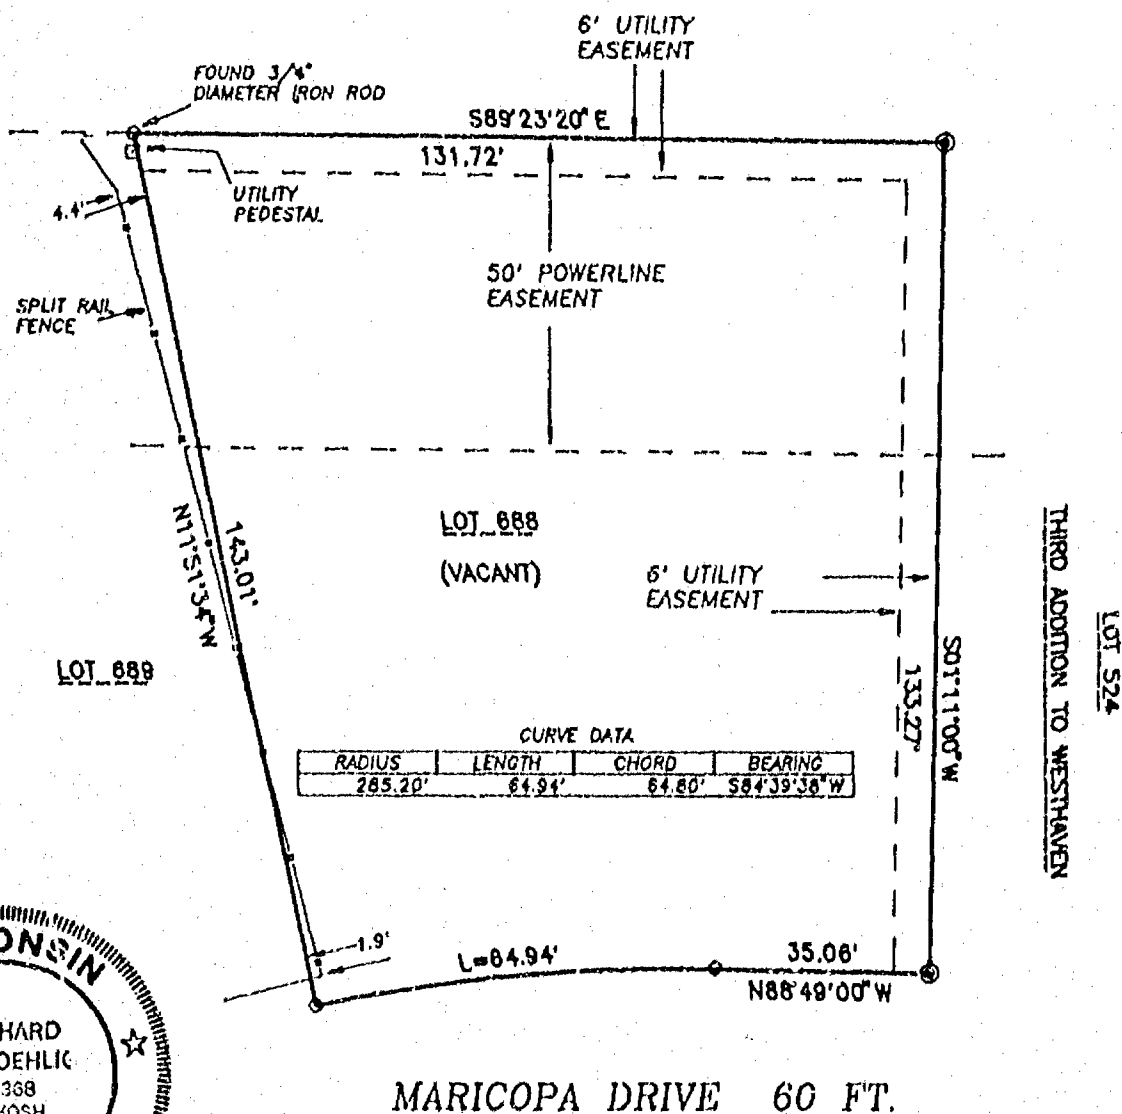 6' UTILITY
EASEMENT
FOUND 3/4"
DIAMETER IRON ROD
S89°23'20" E
131.72'
UTILITY
PEDESTAL
4.4'
50' POWERLINE
EASEMENT
SPLIT RAIL
FENCE
LOT 688
(VACANT)
6' UTILITY
EASEMENT
N11°51'34" W
143.01'
LOT 689
S01°11'00" W
133.27'
THIRD ADDITION TO WESTHAVEN
LOT 524
CURVE DATA
RADIUS LENGTH CHORD BEARING
285.20' 64.94' 64.80' S84°39'38" W
1.9'
L=64.94'
35.06'
N88°49'00" W
ONSIN
HARD
OEHLIG
368
KOSH
MARICOPA DRIVE 60 FT.